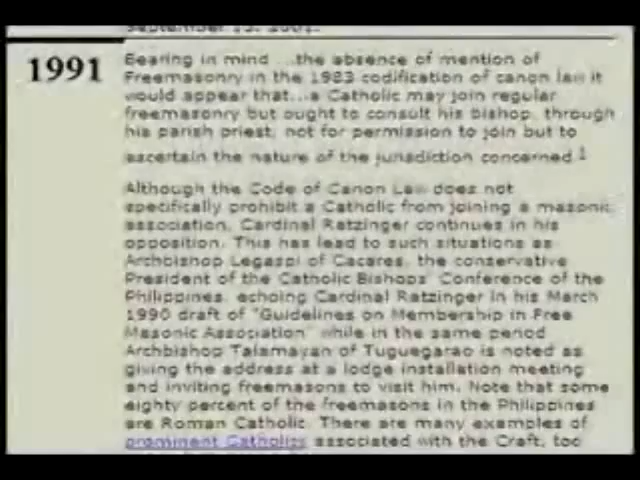 September 15, 2001.
1991
Bearing in mind ...the absence of mention of
Freemasonry in the 1983 codification of canon law it
would appear that...a Catholic may join regular
freemasonry but ought to consult his bishop, through
his parish priest, not for permission to join but to
ascertain the nature of the jurisdiction concerned.1
Although the Code of Canon Law does not
specifically prohibit a Catholic from joining a masonic
association, Cardinal Ratzinger continues in his
opposition. This has lead to such situations as
Archbishop Legaspi of Cacares, the conservative
President of the Catholic Bishops' Conference of the
Philippines, echoing Cardinal Ratzinger in his March
1990 draft of "Guidelines on Membership in Free
Masonic Association" while in the same period
Archbishop Talamayan of Tuguegarao is noted as
giving the address at a lodge installation meeting
and inviting freemasons to visit him. Note that some
eighty percent of the freemasons in the Philippines
are Roman Catholic. There are many examples of
prominent Catholics associated with the Craft, too